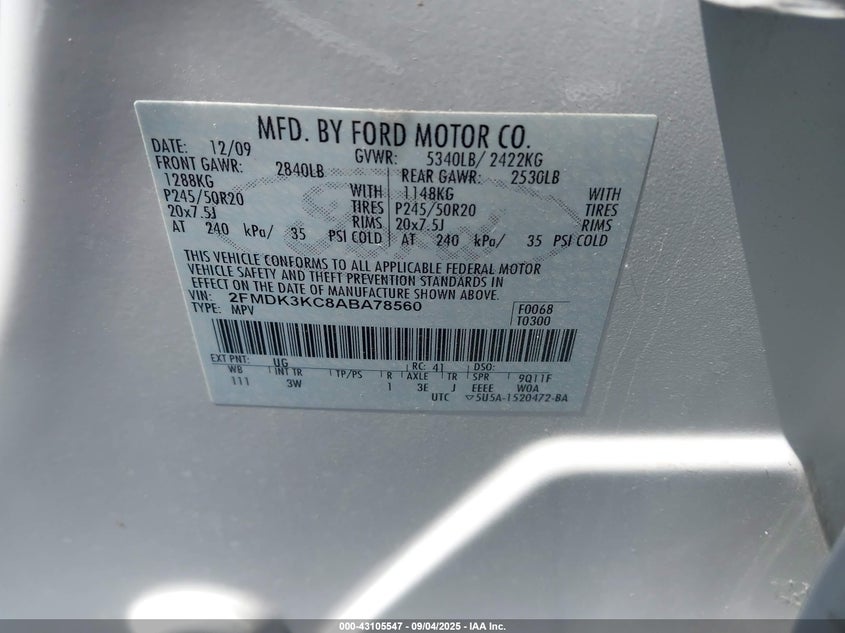 MFD. BY FORD MOTOR CO.
DATE: 12/09 GVWR: 5340LB/ 2422KG
FRONT GAWR: 2840LB REAR GAWR: 2530LB
1288KG WITH 1148KG WITH
P245/50R20 TIRES P245/50R20 TIRES
20x7.5J RIMS 20x7.5J RIMS
AT 240 kPa/ 35 PSI COLD AT 240 kPa/ 35 PSI COLD
THIS VEHICLE CONFORMS TO ALL APPLICABLE FEDERAL MOTOR
VEHICLE SAFETY AND THEFT PREVENTION STANDARDS IN
EFFECT ON THE DATE OF MANUFACTURE SHOWN ABOVE.
VIN: 2FMDK3KC8ABA78560 F0068
TYPE: MPV T0300
EXT PNT: UG RC: 41 DSO:
WB INT TR TP/PS R AXLE TR SPR 9Q11F
111 3W 1 3E J EEEE W0A
UTC ▽5U5A-1520472-BA
000-43105547 - 09/04/2025 - IAA Inc.